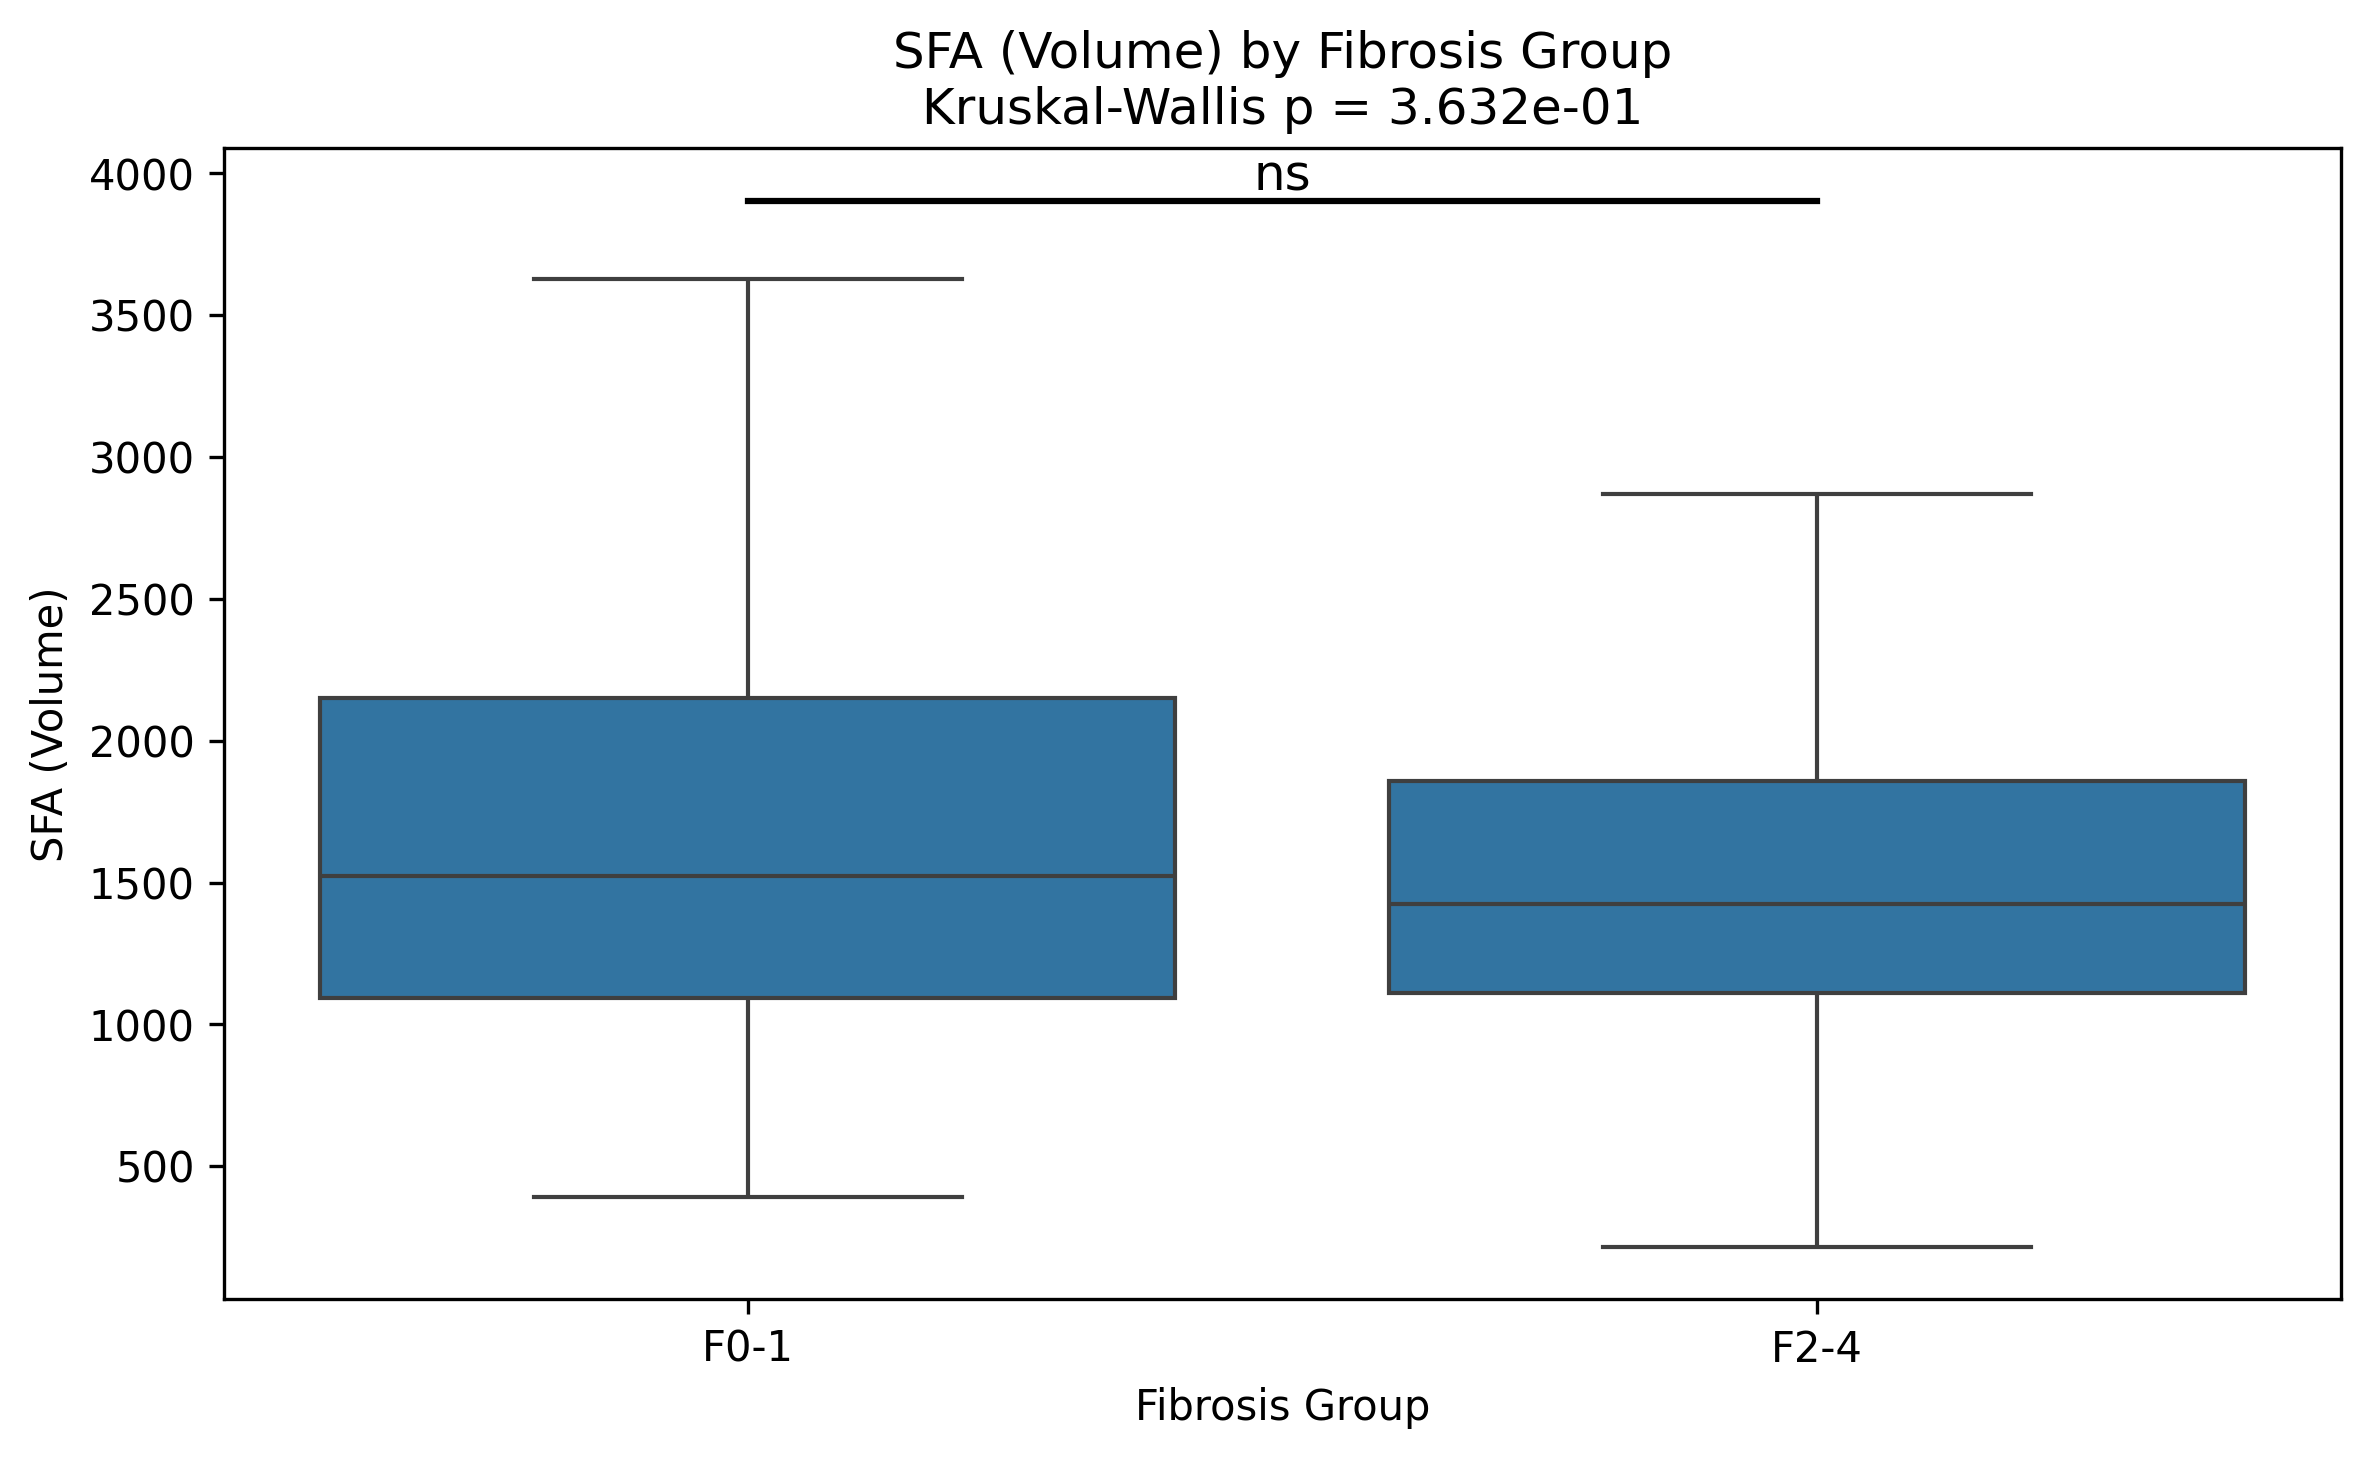 SFA (Volume) by Fibrosis Group
Kruskal-Wallis p = 3.632e-01
ns
4000
3500
3000
2500
2000
1500
1000
500
SFA (Volume)
F0-1
F2-4
Fibrosis Group